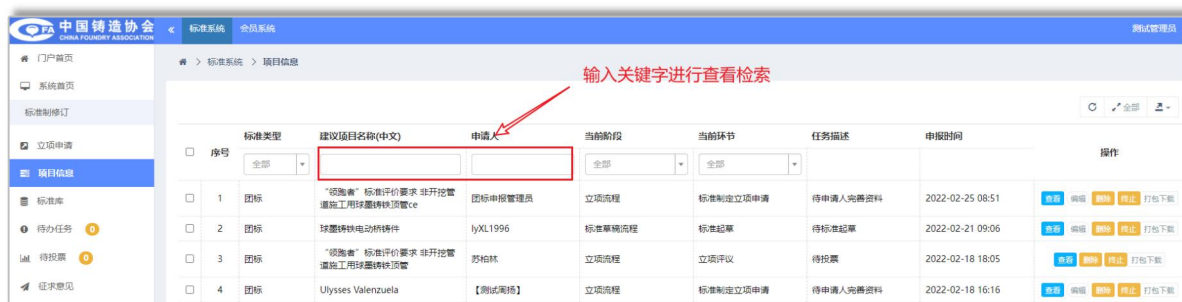 中国铸造协会
CHINA FOUNDRY ASSOCIATION
« 标准系统 会员系统 测试管理员
门户首页
系统首页
标准制修订
立项申请
项目信息
标准库
待办任务 0
待投票 0
征求意见
> 标准系统 > 项目信息
输入关键字进行查看检索
全部
序号 标准类型 建议项目名称(中文) 申请人 当前阶段 当前环节 任务描述 申报时间 操作
全部 全部 全部
1 团标 “领跑者”标准评价要求 非开挖管
道施工用球墨铸铁顶管ce 团标申报管理员 立项流程 标准制定立项申请 待申请人完善资料 2022-02-25 08:51 查看 编辑 删除 终止 打包下载
2 团标 球墨铸铁电动桥铸件 lyXL1996 标准草稿流程 标准起草 待标准起草 2022-02-21 09:06 查看 编辑 删除 终止 打包下载
3 团标 “领跑者”标准评价要求 非开挖管
道施工用球墨铸铁顶管 苏柏林 立项流程 立项评议 待投票 2022-02-18 18:05 查看 删除 终止 打包下载
4 团标 Ulysses Valenzuela 【测试阁扬】 立项流程 标准制定立项申请 待申请人完善资料 2022-02-18 16:16 查看 编辑 删除 终止 打包下载